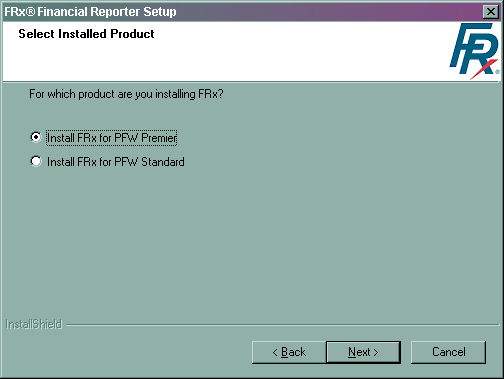 FRx® Financial Reporter Setup
Select Installed Product
FRx®
For which product are you installing FRx?
Install FRx for PFW Premier
Install FRx for PFW Standard
InstallShield
< Back
Next >
Cancel